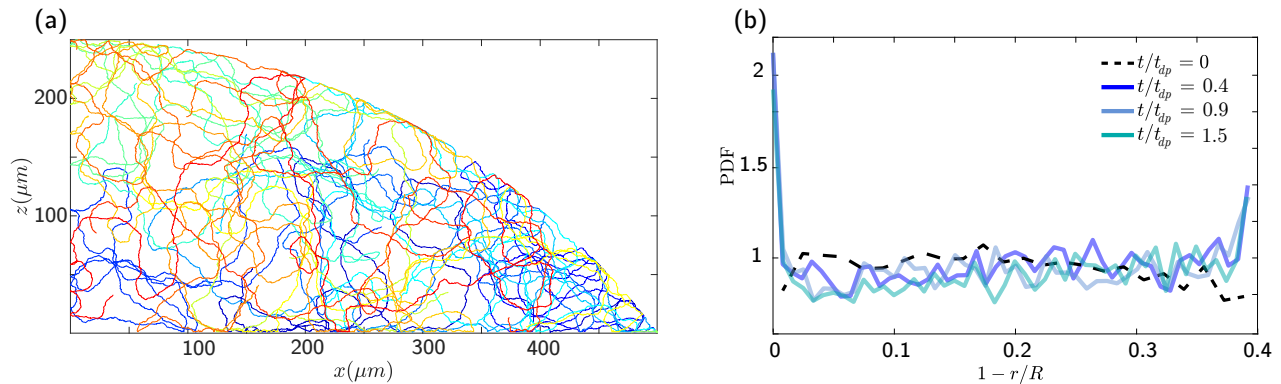 (a)
200
100
z(μm)
100
200
300
400
x(μm)
(b)
2
1.5
1
PDF
t/t_dp = 0
t/t_dp = 0.4
t/t_dp = 0.9
t/t_dp = 1.5
0
0.1
0.2
0.3
0.4
1 − r/R